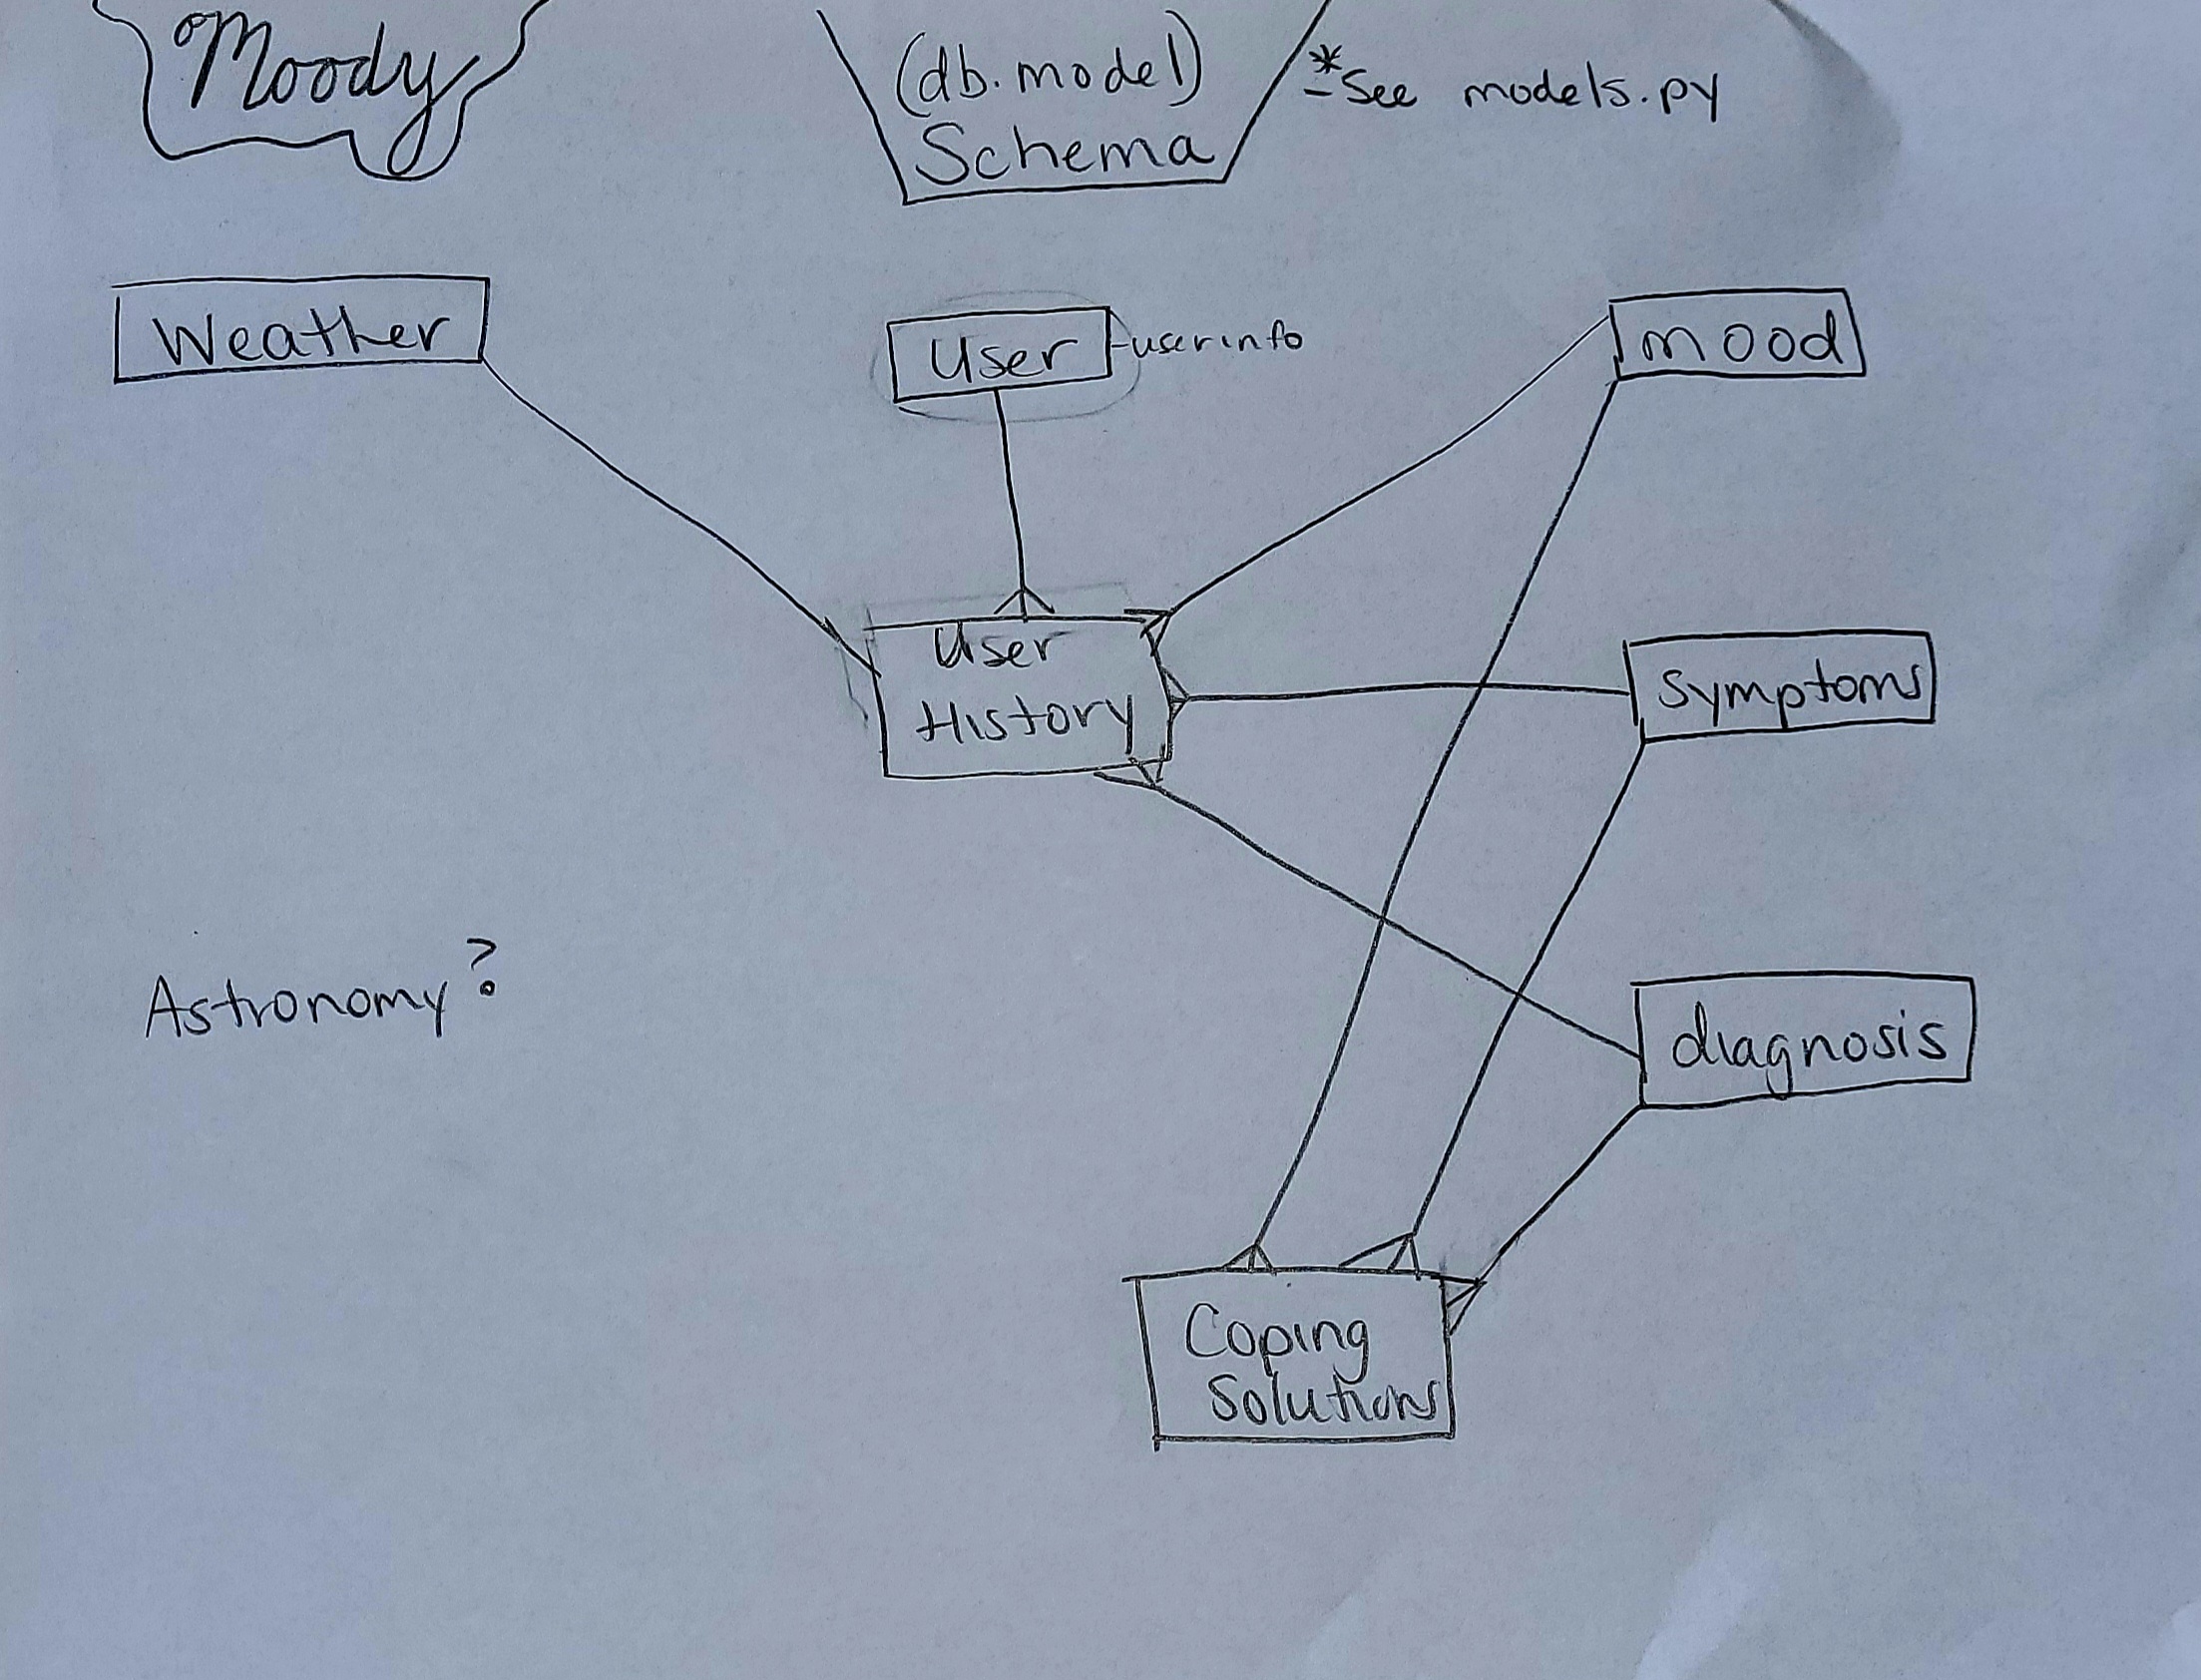 Moody
(db.model)
Schema
*See models.py
Weather
User
-userinfo
mood
User
History
Symptoms
Astronomy?
diagnosis
Coping
Solutions